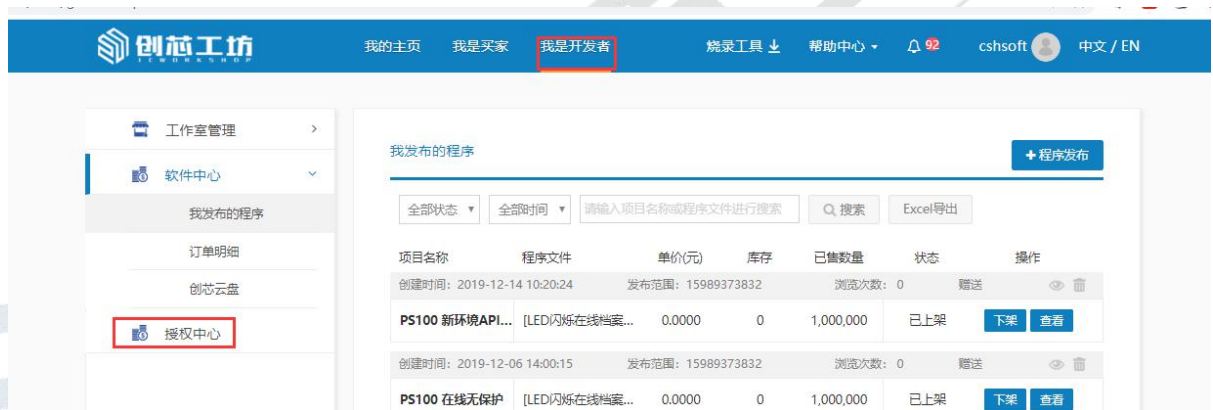 创芯工坊
ICWORKSHOP
我的主页 我是买家 我是开发者 烧录工具 帮助中心 92 cshsoft 中文 / EN
工作室管理
软件中心
我发布的程序
订单明细
创芯云盘
授权中心
我发布的程序
+程序发布
全部状态 全部时间 请输入项目名称或程序文件进行搜索 搜索 Excel导出
项目名称 程序文件 单价(元) 库存 已售数量 状态 操作
创建时间: 2019-12-14 10:20:24 发布范围: 15989373832 浏览次数: 0 赠送
PS100 新环境API... [LED闪烁在线档案... 0.0000 0 1,000,000 已上架 下架 查看
创建时间: 2019-12-06 14:00:15 发布范围: 15989373832 浏览次数: 0 赠送
PS100 在线无保护 [LED闪烁在线档案... 0.0000 0 1,000,000 已上架 下架 查看